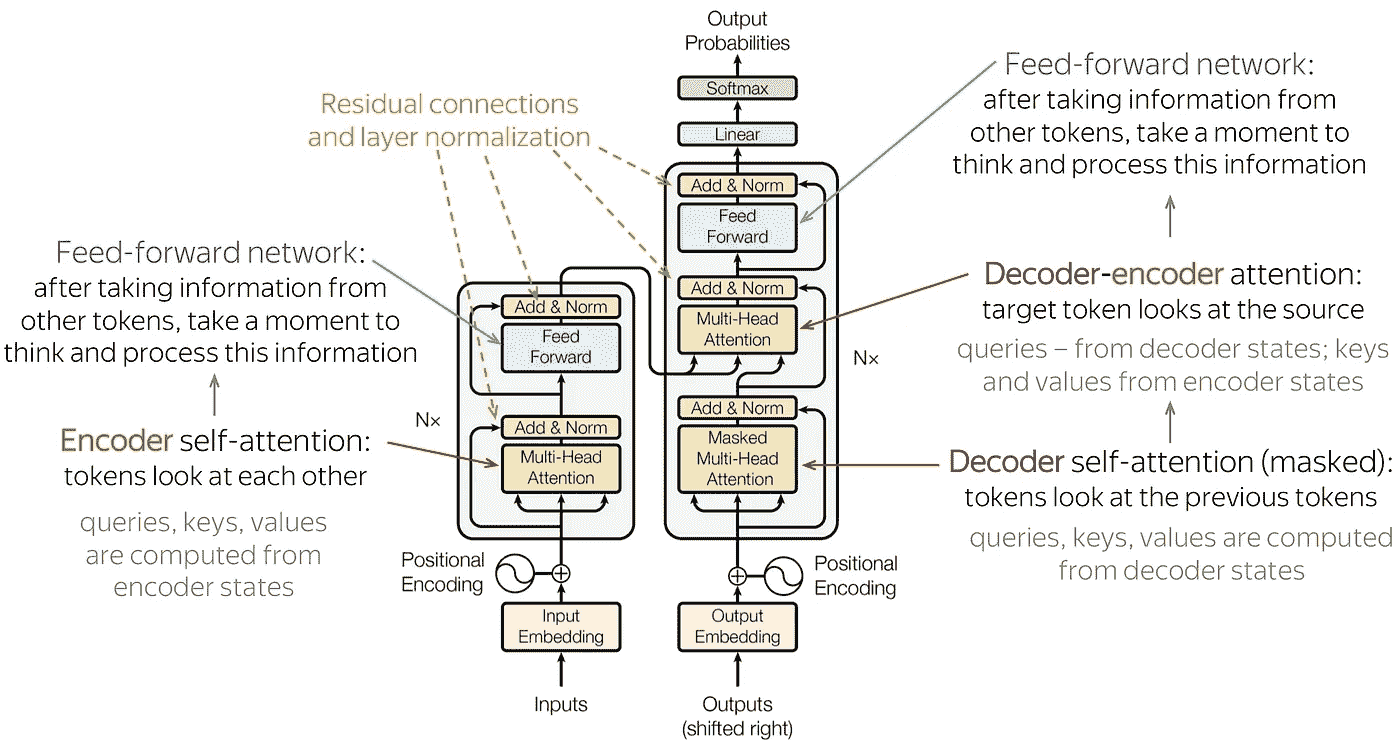 Output
Probabilities
Softmax
Linear
Add & Norm
Feed
Forward
Add & Norm
Multi-Head
Attention
Add & Norm
Masked
Multi-Head
Attention
Nx
Positional
Encoding
Output
Embedding
Outputs
(shifted right)
Residual connections
and layer normalization
Add & Norm
Feed
Forward
Add & Norm
Multi-Head
Attention
Nx
Positional
Encoding
Input
Embedding
Inputs
Feed-forward network:
after taking information from
other tokens, take a moment to
think and process this information
Encoder self-attention:
tokens look at each other
queries, keys, values
are computed from
encoder states
Feed-forward network:
after taking information from
other tokens, take a moment to
think and process this information
Decoder-encoder attention:
target token looks at the source
queries – from decoder states; keys
and values from encoder states
Decoder self-attention (masked):
tokens look at the previous tokens
queries, keys, values are computed
from decoder states